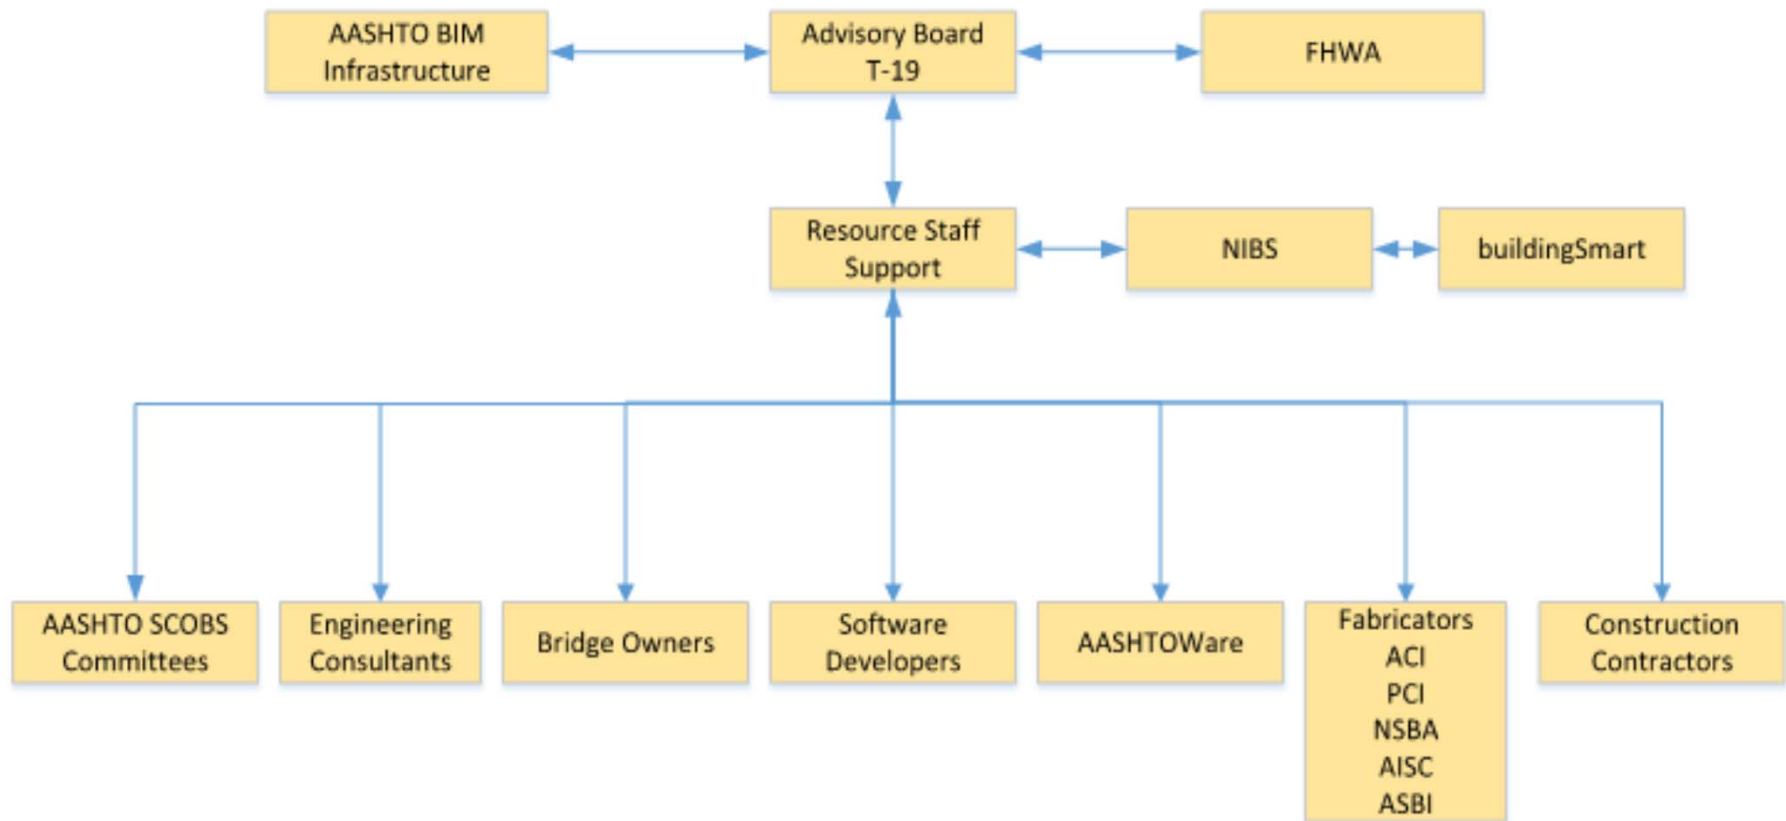 AASHTO BIM
Infrastructure
Advisory Board
T-19
FHWA
Resource Staff
Support
NIBS
buildingSmart
AASHTO SCOBS
Committees
Engineering
Consultants
Bridge Owners
Software
Developers
AASHTOWare
Fabricators
ACI
PCI
NSBA
AISC
ASBI
Construction
Contractors